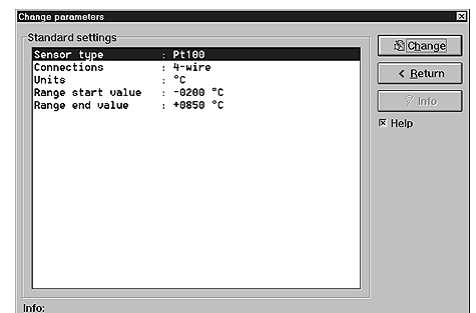 Change parameters
Standard settings
Sensor type : Pt100
Connections : 4-wire
Units : °C
Range start value : -0200 °C
Range end value : +0850 °C
Change
< Return
? Info
Help
Info: